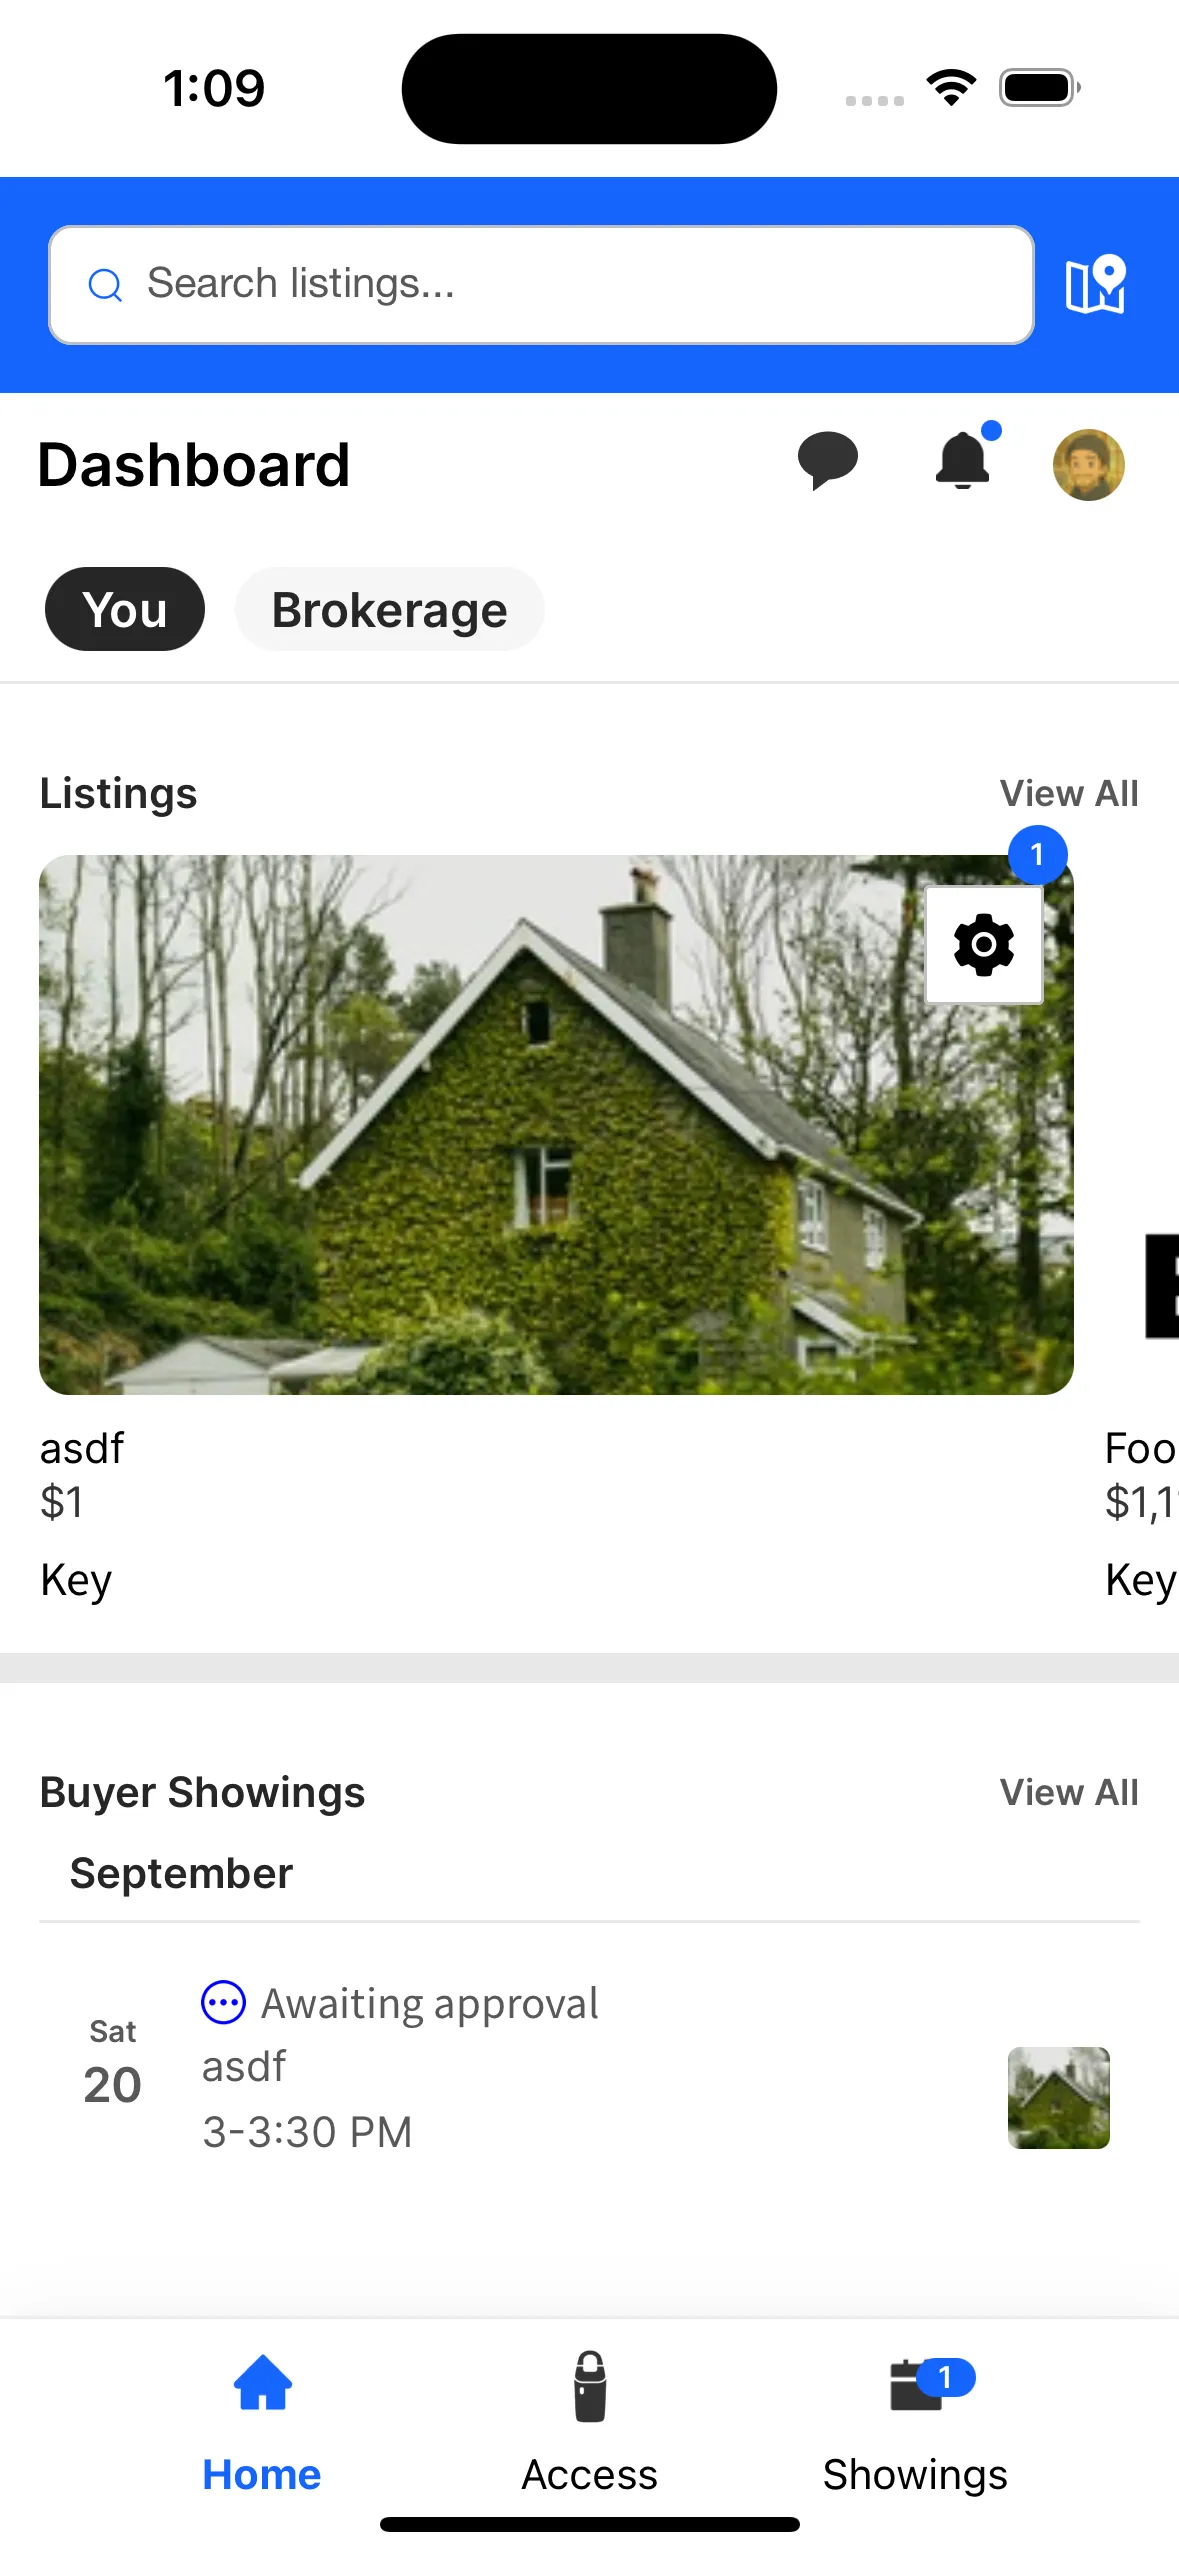 1:09
Search listings...
Dashboard
You
Brokerage
Listings
View All
1
asdf
$1
Key
Foo
$1,1
Key
Buyer Showings
View All
September
Sat
20
Awaiting approval
asdf
3-3:30 PM
1
Home
Access
Showings